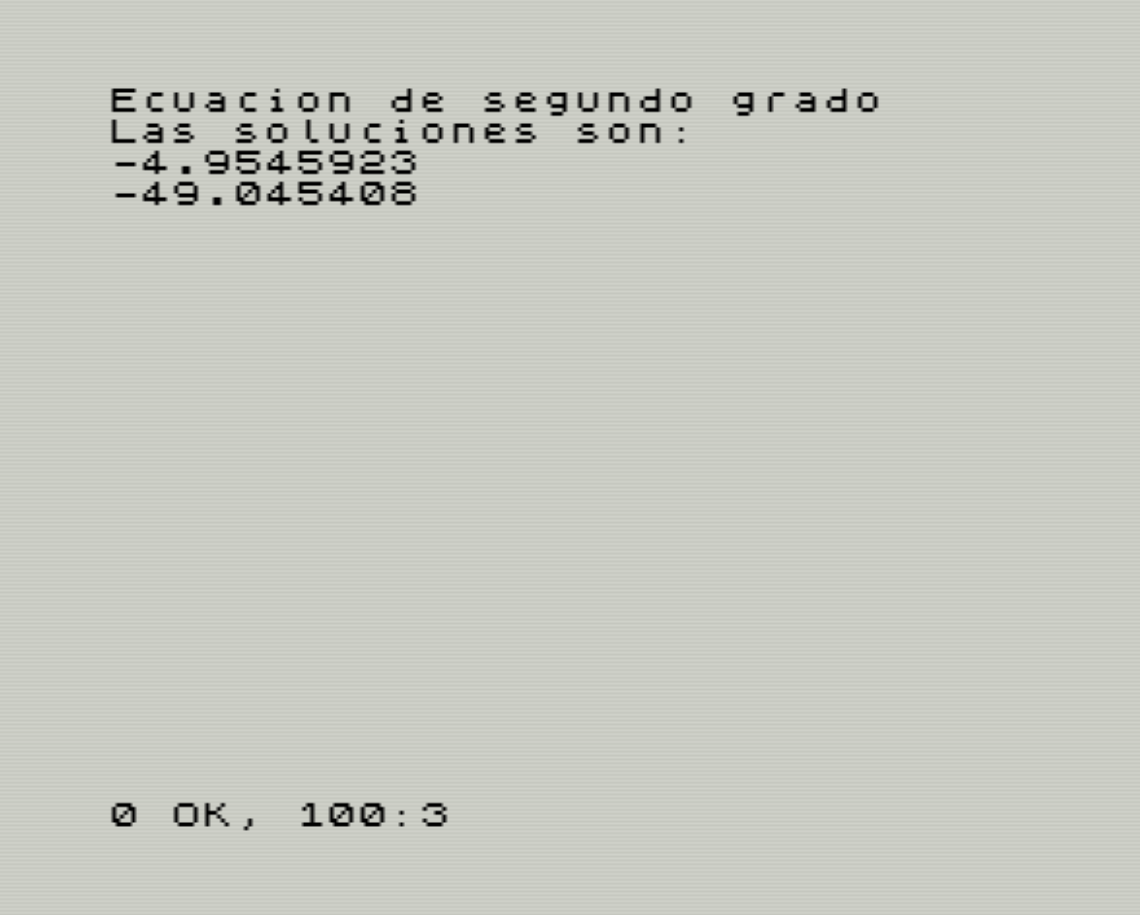 Ecuacion de segundo grado
Las soluciones son:
-4.9545923
-49.045408
0 OK, 100:3